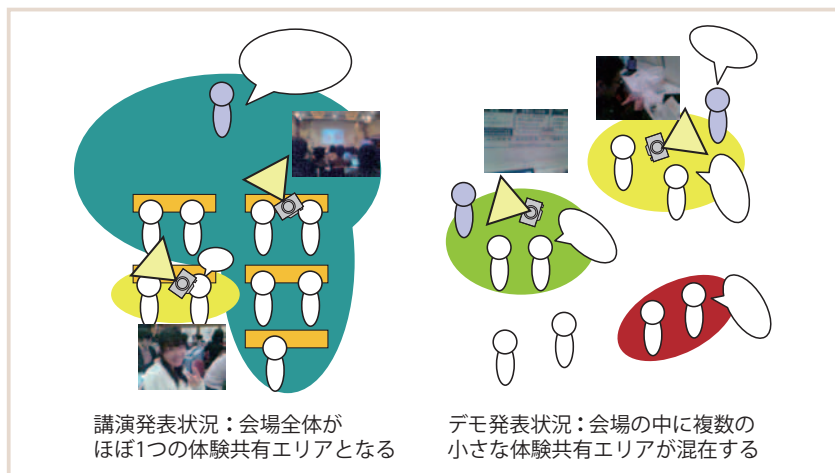 講演発表状況：会場全体が
ほぼ1つの体験共有エリアとなる
デモ発表状況：会場の中に複数の
小さな体験共有エリアが混在する